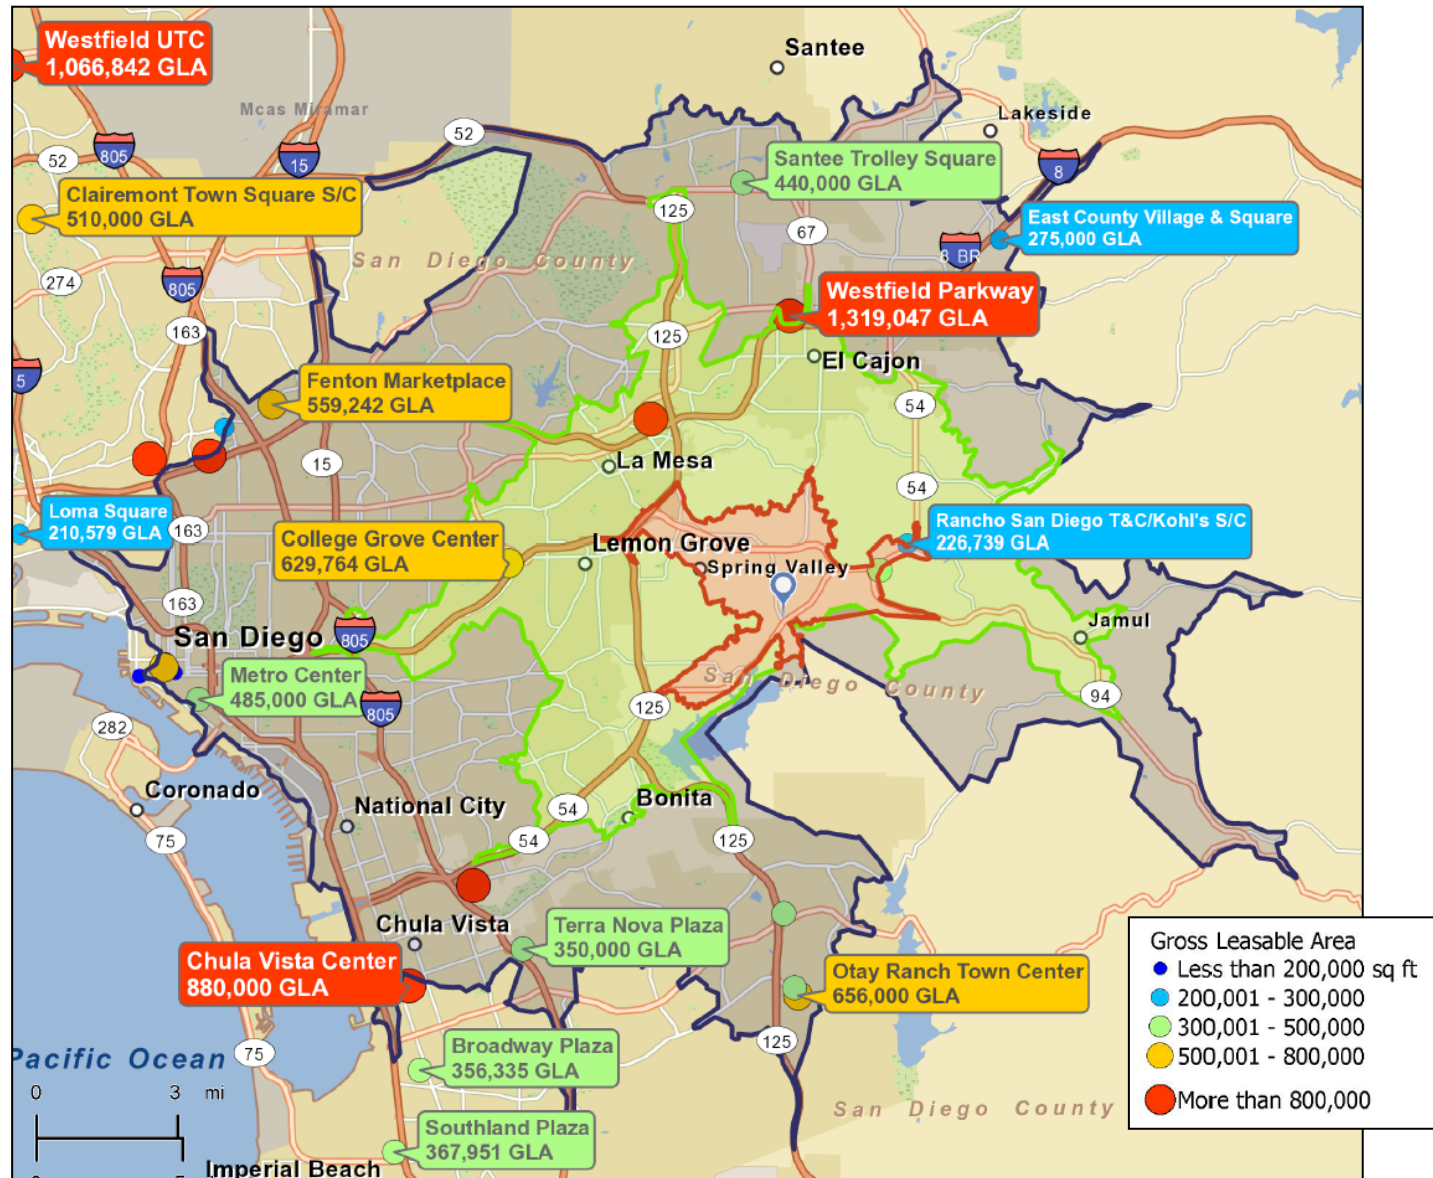 Westfield UTC
1,066,842 GLA
Santee
Mcas Miramar
Lakeside
52
805
15
52
8
Santee Trolley Square
440,000 GLA
Clairemont Town Square S/C
510,000 GLA
125
67
East County Village & Square
275,000 GLA
San Diego County
8 BR
274
805
Westfield Parkway
1,319,047 GLA
163
125
El Cajon
5
Fenton Marketplace
559,242 GLA
54
15
La Mesa
54
Loma Square
210,579 GLA
163
College Grove Center
629,764 GLA
Lemon Grove
Rancho San Diego T&C/Kohl's S/C
226,739 GLA
Spring Valley
163
San Diego
805
Jamul
Metro Center
485,000 GLA
805
San Diego County
125
94
282
Coronado
National City
54
Bonita
75
54
125
Chula Vista
Terra Nova Plaza
350,000 GLA
Chula Vista Center
880,000 GLA
Otay Ranch Town Center
656,000 GLA
Gross Leasable Area
Less than 200,000 sq ft
200,001 - 300,000
300,001 - 500,000
500,001 - 800,000
More than 800,000
Pacific Ocean
75
Broadway Plaza
356,335 GLA
125
0 3 mi
San Diego County
Southland Plaza
367,951 GLA
Imperial Beach